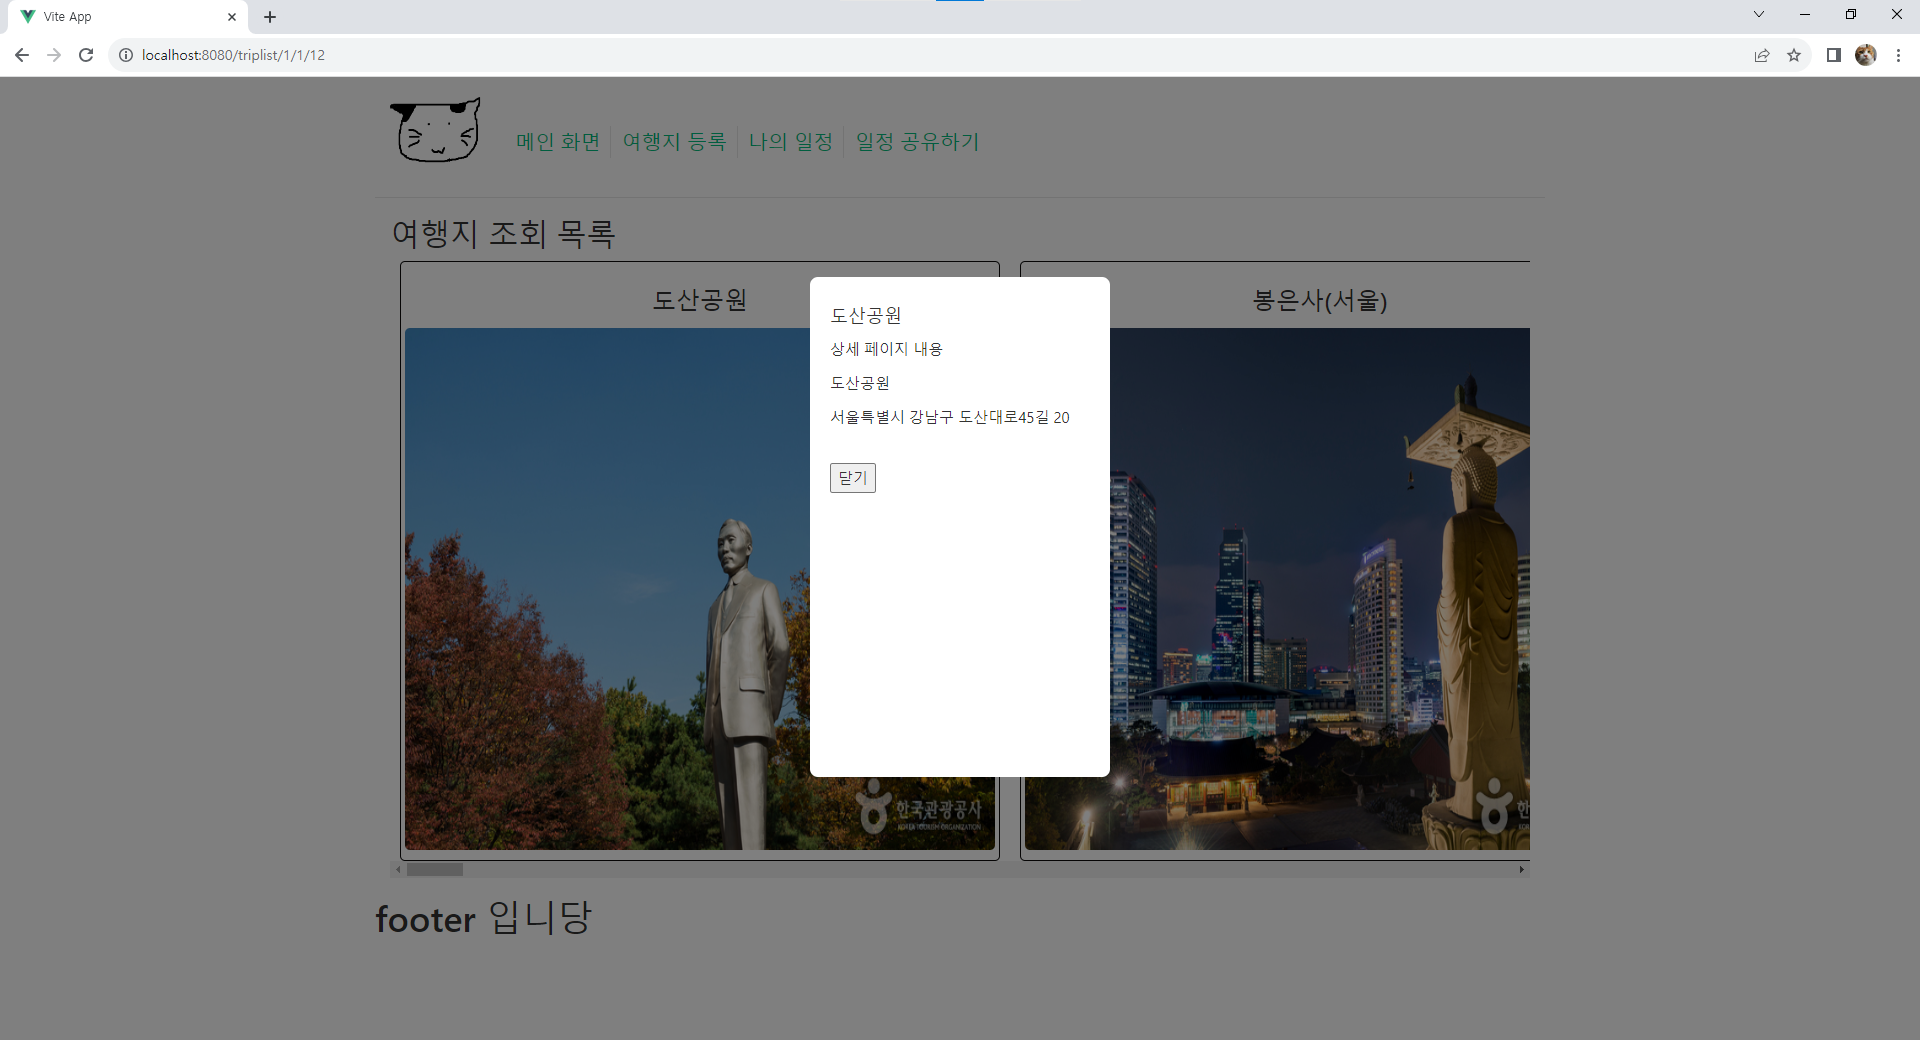 Vite App
localhost:8080/triplist/1/1/12
메인 화면 여행지 등록 나의 일정 일정 공유하기
여행지 조회 목록
도산공원
봉은사(서울)
도산공원
상세 페이지 내용
도산공원
서울특별시 강남구 도산대로45길 20
닫기
한국관광공사
KOREA TOURISM ORGANIZATION
footer 입니당